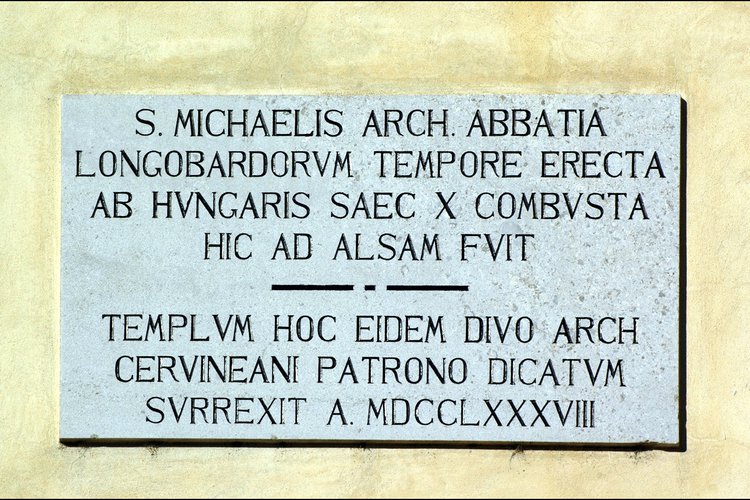 S. MICHAELIS ARCH. ABBATIA
LONGOBARDORVM TEMPORE ERECTA
AB HVNGARIS SAEC X COMBVSTA
HIC AD ALSAM FVIT
TEMPLVM HOC EIDEM DIVO ARCH
CERVINEANI PATRONO DICATVM
SVRREXIT A. MDCCLXXXVIII